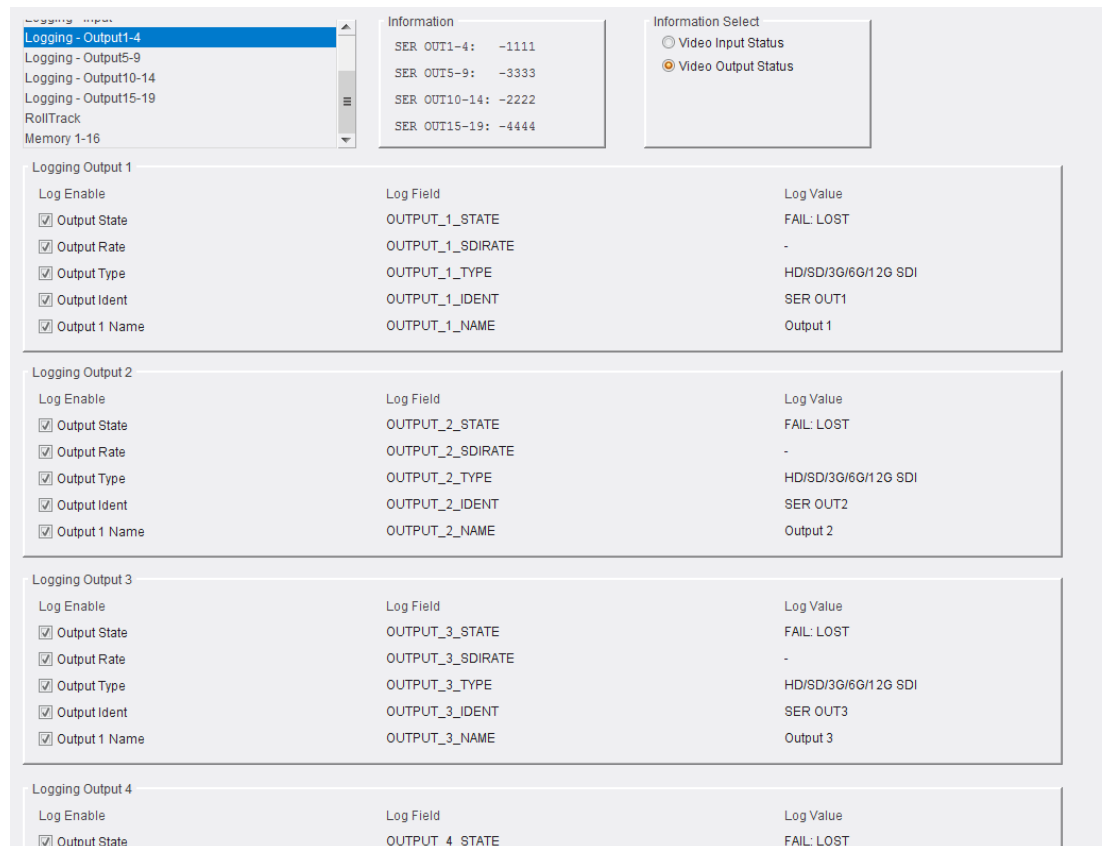 Logging - Input
Logging - Output1-4
Logging - Output5-9
Logging - Output10-14
Logging - Output15-19
RollTrack
Memory 1-16
Information
SER OUT1-4: -1111
SER OUT5-9: -3333
SER OUT10-14: -2222
SER OUT15-19: -4444
Information Select
Video Input Status
Video Output Status
Logging Output 1
Log Enable Log Field Log Value
Output State OUTPUT_1_STATE FAIL: LOST
Output Rate OUTPUT_1_SDIRATE -
Output Type OUTPUT_1_TYPE HD/SD/3G/6G/12G SDI
Output Ident OUTPUT_1_IDENT SER OUT1
Output 1 Name OUTPUT_1_NAME Output 1
Logging Output 2
Log Enable Log Field Log Value
Output State OUTPUT_2_STATE FAIL: LOST
Output Rate OUTPUT_2_SDIRATE -
Output Type OUTPUT_2_TYPE HD/SD/3G/6G/12G SDI
Output Ident OUTPUT_2_IDENT SER OUT2
Output 1 Name OUTPUT_2_NAME Output 2
Logging Output 3
Log Enable Log Field Log Value
Output State OUTPUT_3_STATE FAIL: LOST
Output Rate OUTPUT_3_SDIRATE -
Output Type OUTPUT_3_TYPE HD/SD/3G/6G/12G SDI
Output Ident OUTPUT_3_IDENT SER OUT3
Output 1 Name OUTPUT_3_NAME Output 3
Logging Output 4
Log Enable Log Field Log Value
Output State OUTPUT_4_STATE FAIL: LOST